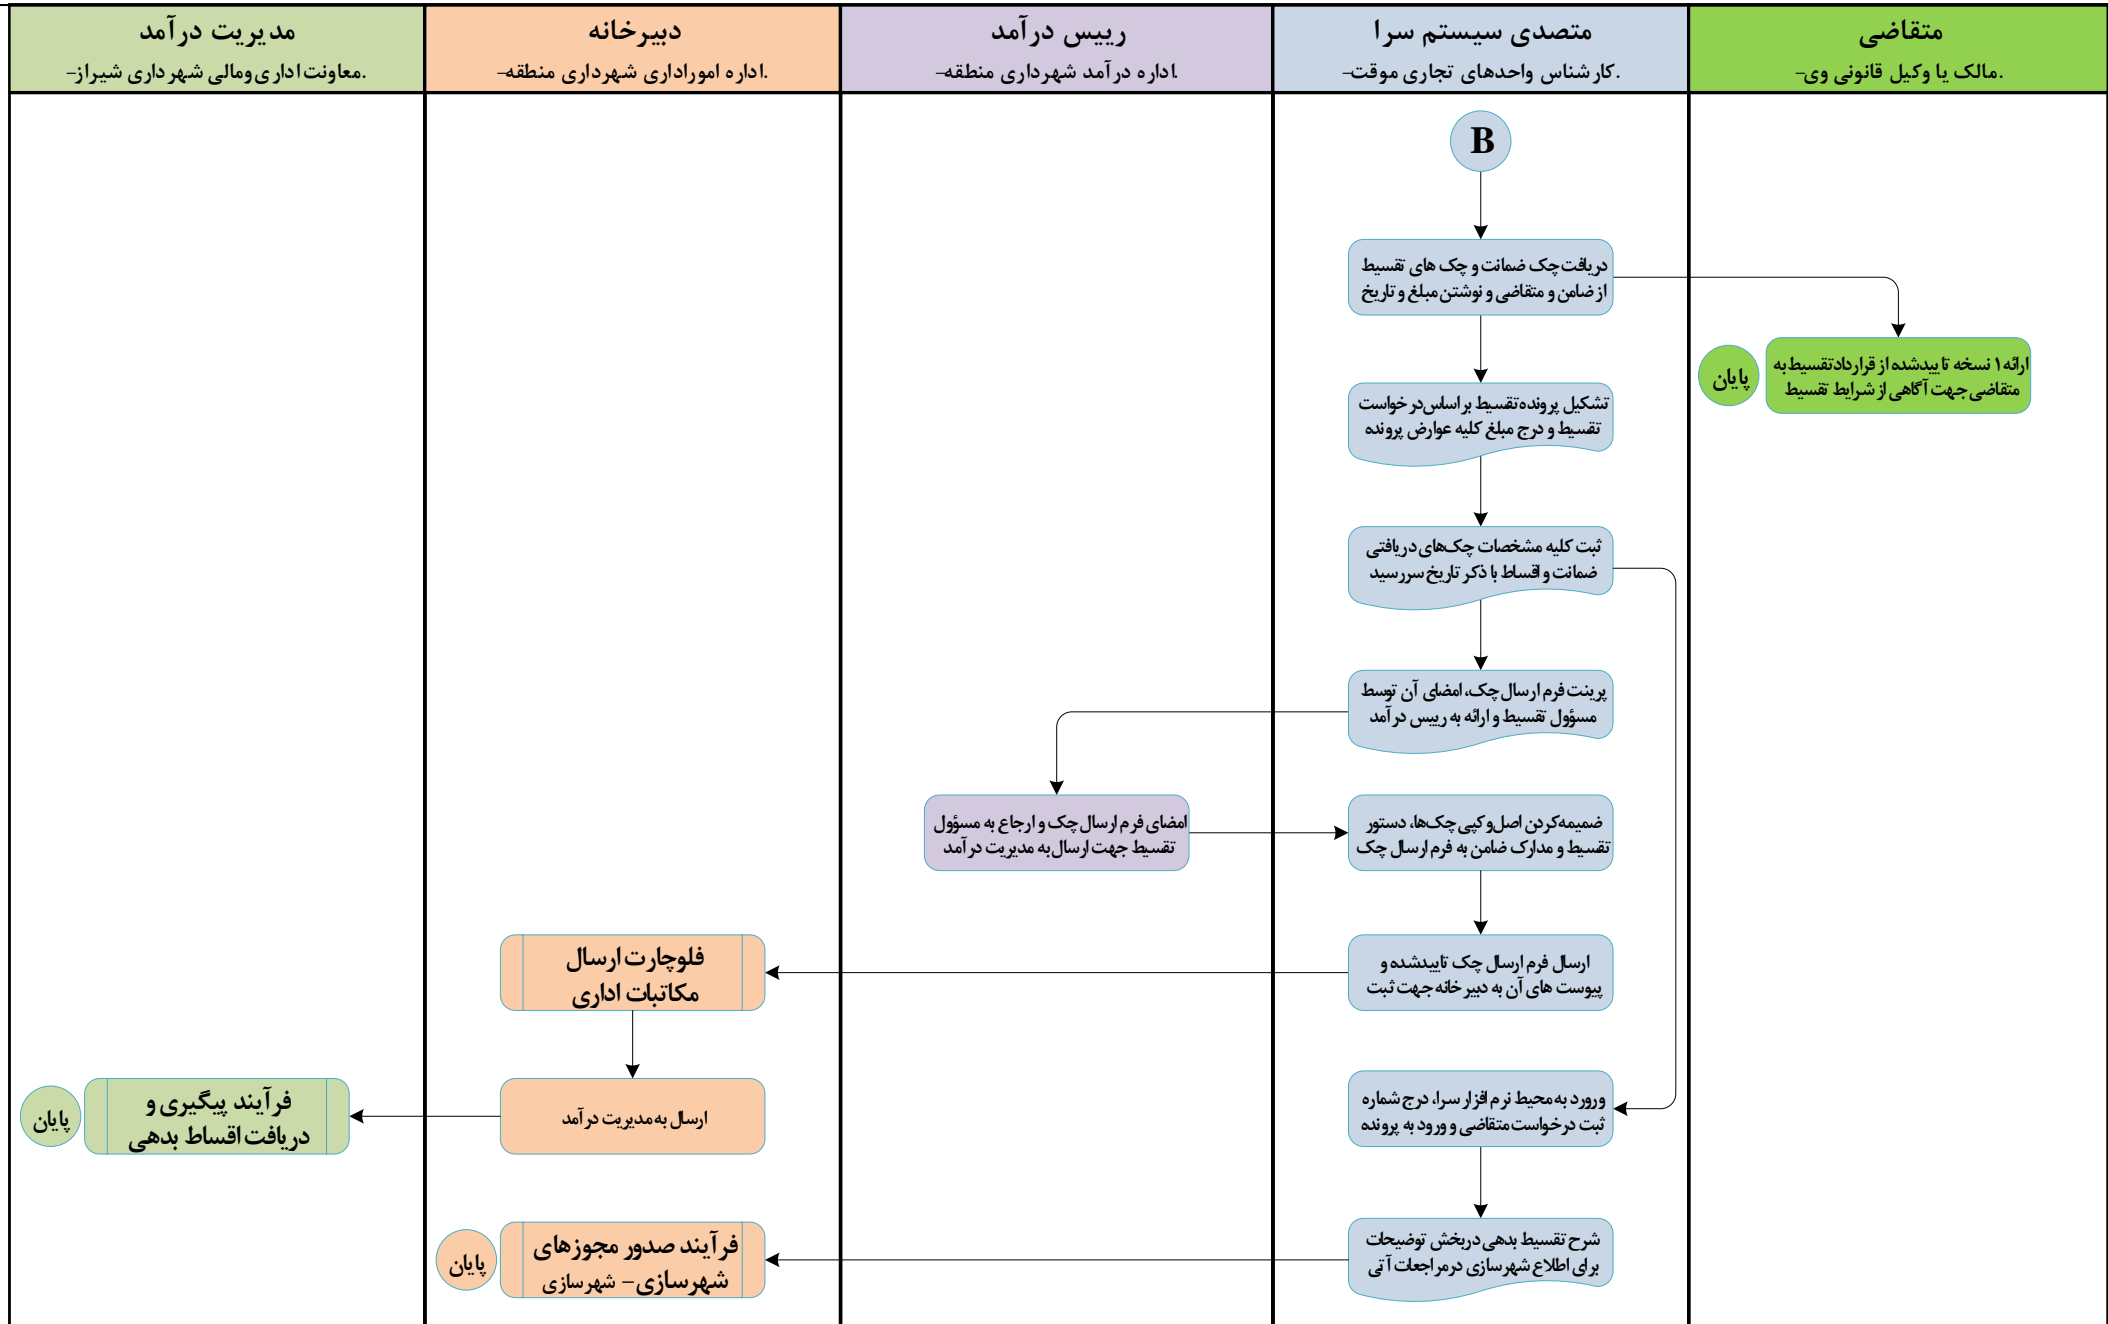 متقاضی
.مالک یا وکیل قانونی وی-
متصدی سیستم سرا
.کارشناس واحدهای تجاری موقت-
رییس درآمد
.اداره درآمد شهرداری منطقه-
دبیرخانه
.اداره اموراداری شهرداری منطقه-
مدیریت درآمد
.معاونت اداری ومالی شهرداری شیراز-
B
دریافت چک ضمانت و چک های تقسیط
از ضامن و متقاضی و نوشتن مبلغ و تاریخ
ارائه ۱ نسخه تاییدشده از قرارداد تقسیط به
متقاضی جهت آگاهی از شرایط تقسیط
پایان
تشکیل پرونده تقسیط بر اساس درخواست
تقسیط و درج مبلغ کلیه عوارض پرونده
ثبت کلیه مشخصات چک‌های دریافتی
ضمانت و اقساط با ذکر تاریخ سررسید
پرینت فرم ارسال چک، امضای آن توسط
مسؤول تقسیط و ارائه به رییس درآمد
امضای فرم ارسال چک و ارجاع به مسؤول
تقسیط جهت ارسال به مدیریت درآمد
ضمیمه کردن اصل و کپی چک‌ها، دستور
تقسیط و مدارک ضامن به فرم ارسال چک
ارسال فرم ارسال چک تاییدشده و
پیوست های آن به دبیرخانه جهت ثبت
فلوچارت ارسال
مکاتبات اداری
ورورد به محیط نرم افزار سرا، درج شماره
ثبت درخواست متقاضی و ورود به پرونده
ارسال به مدیریت درآمد
فرآیند پیگیری و
دریافت اقساط بدهی
پایان
شرح تقسیط بدهی دربخش توضیحات
برای اطلاع شهرسازی درمراجعات آتی
فرآیند صدور مجوزهای
شهرسازی- شهرسازی
پایان